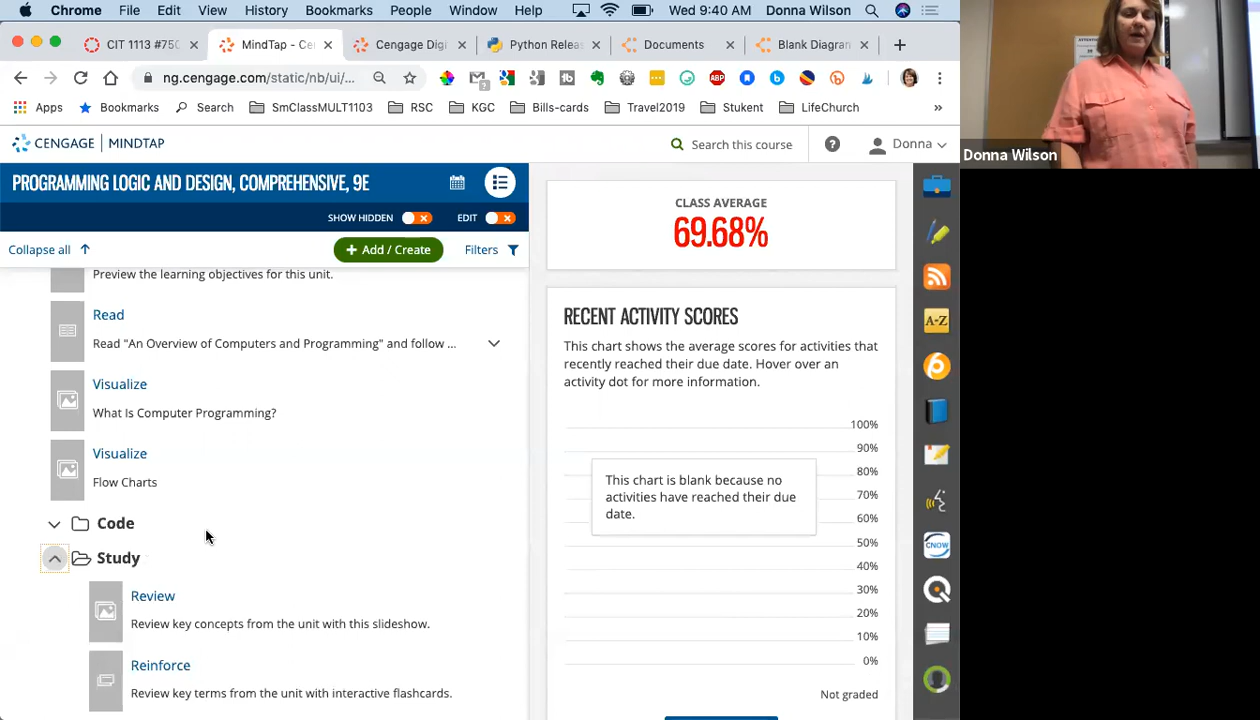 Chrome File Edit View History Bookmarks People Window Help Wed 9:40 AM Donna Wilson
CIT 1113 #750 MindTap - Cen Cengage Digi Python Relea Documents Blank Diagran
ng.cengage.com/static/nb/ui/...
Apps Bookmarks Search SmClassMULT1103 RSC KGC Bills-cards Travel2019 Stukent LifeChurch »
CENGAGE | MINDTAP Search this course Donna
PROGRAMMING LOGIC AND DESIGN, COMPREHENSIVE, 9E
SHOW HIDDEN EDIT
Collapse all + Add / Create Filters
Preview the learning objectives for this unit.
Read
Read "An Overview of Computers and Programming" and follow ...
Visualize
What Is Computer Programming?
Visualize
Flow Charts
Code
Study
Review
Review key concepts from the unit with this slideshow.
Reinforce
Review key terms from the unit with interactive flashcards.
CLASS AVERAGE
69.68%
RECENT ACTIVITY SCORES
This chart shows the average scores for activities that
recently reached their due date. Hover over an
activity dot for more information.
100%
90%
80%
70%
60%
50%
40%
30%
20%
10%
0%
This chart is blank because no
activities have reached their due
date.
Not graded
A-Z
CNOW
ABP
Donna Wilson